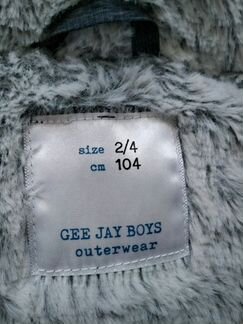 size 2/4
cm 104
GEE JAY BOYS
outerwear